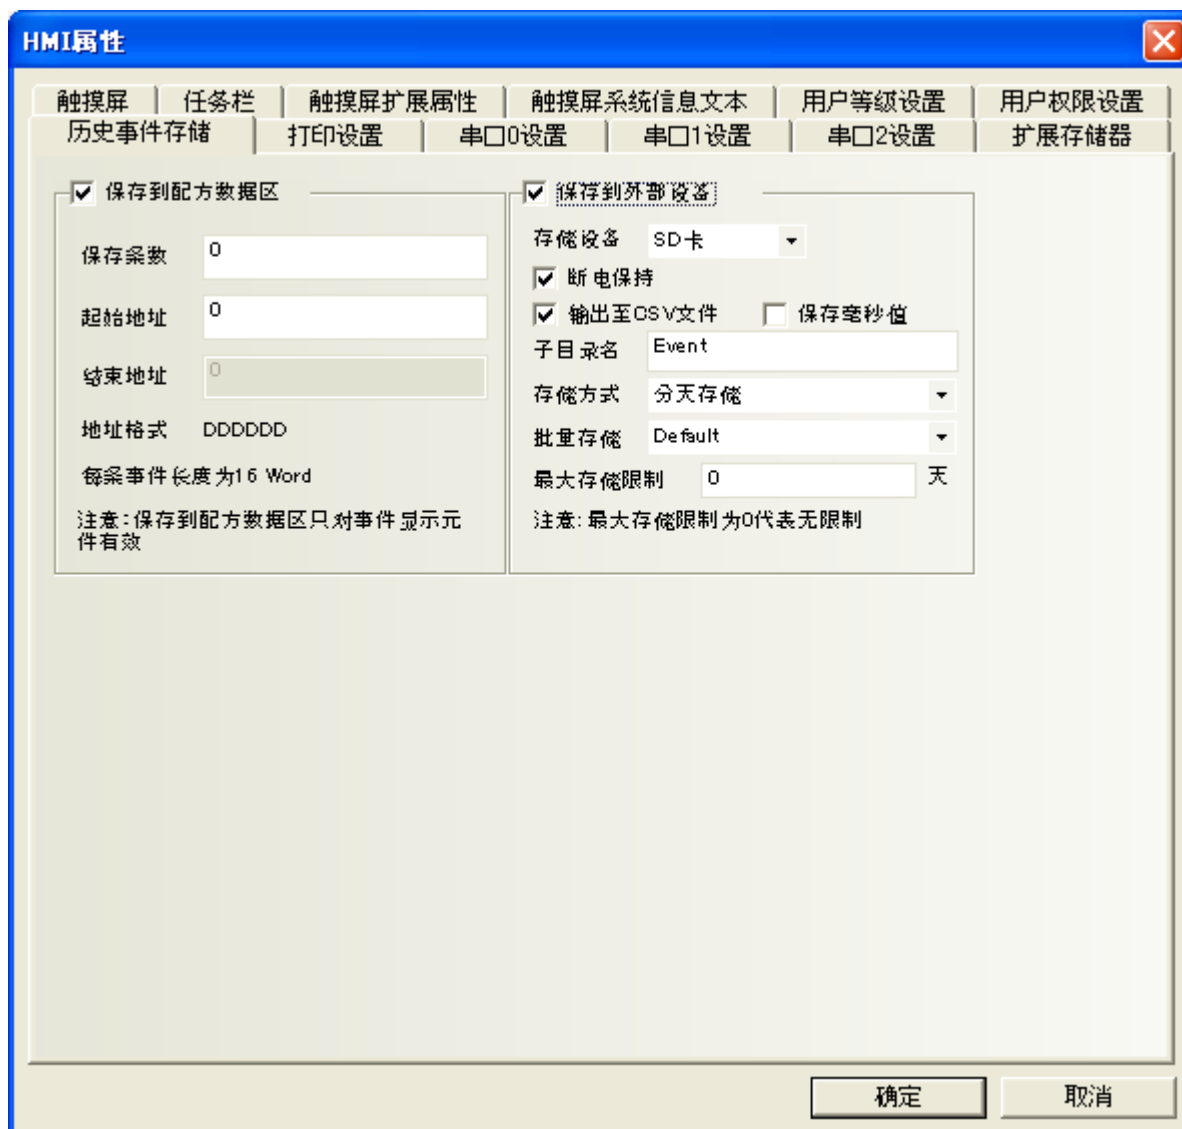 HMI属性
触摸屏 任务栏 触摸屏扩展属性 触摸屏系统信息文本 用户等级设置 用户权限设置
历史事件存储 打印设置 串口0设置 串口1设置 串口2设置 扩展存储器
保存到配方数据区
保存条数 0
起始地址 0
结束地址 0
地址格式 DDDDDD
每条事件长度为16 Word
注意:保存到配方数据区只对事件显示元
件有效
保存到外部设备
存储设备 SD卡
断电保持
输出至CSV文件 保存毫秒值
子目录名 Event
存储方式 分天存储
批量存储 Default
最大存储限制 0 天
注意:最大存储限制为0代表无限制
确定 取消